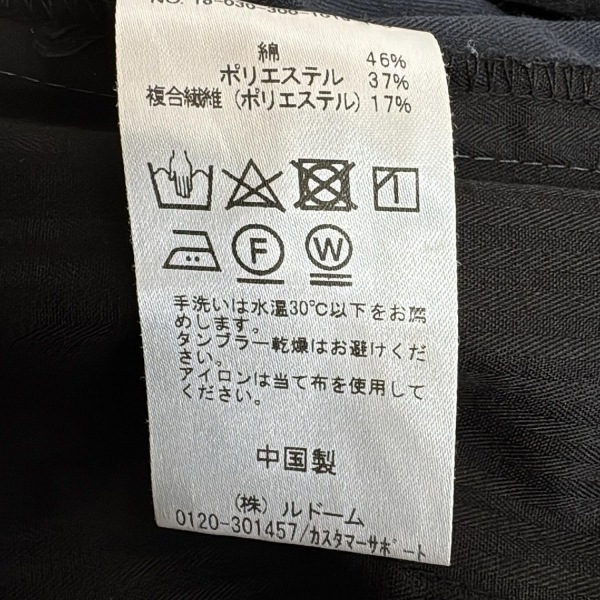 綿 46%
ポリエステル 37%
複合繊維 (ポリエステル) 17%
F W
手洗いは水温30℃以下をお薦
めします。
タンブラー乾燥はお避けくだ
さい。
アイロンは当て布を使用して
ください。
中国製
(株) ルドーム
0120-301457/カスタマーサポート